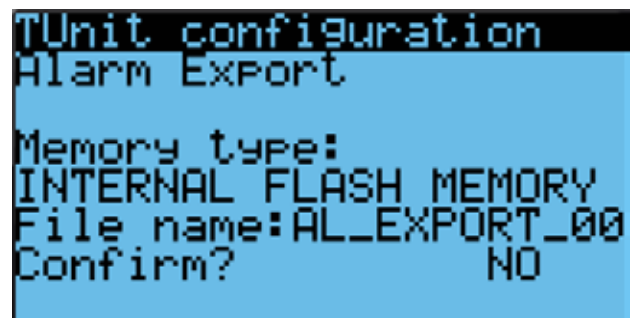 TUnit configuration
Alarm Export
Memory type:
INTERNAL FLASH MEMORY
File name:AL_EXPORT_00
Confirm? NO